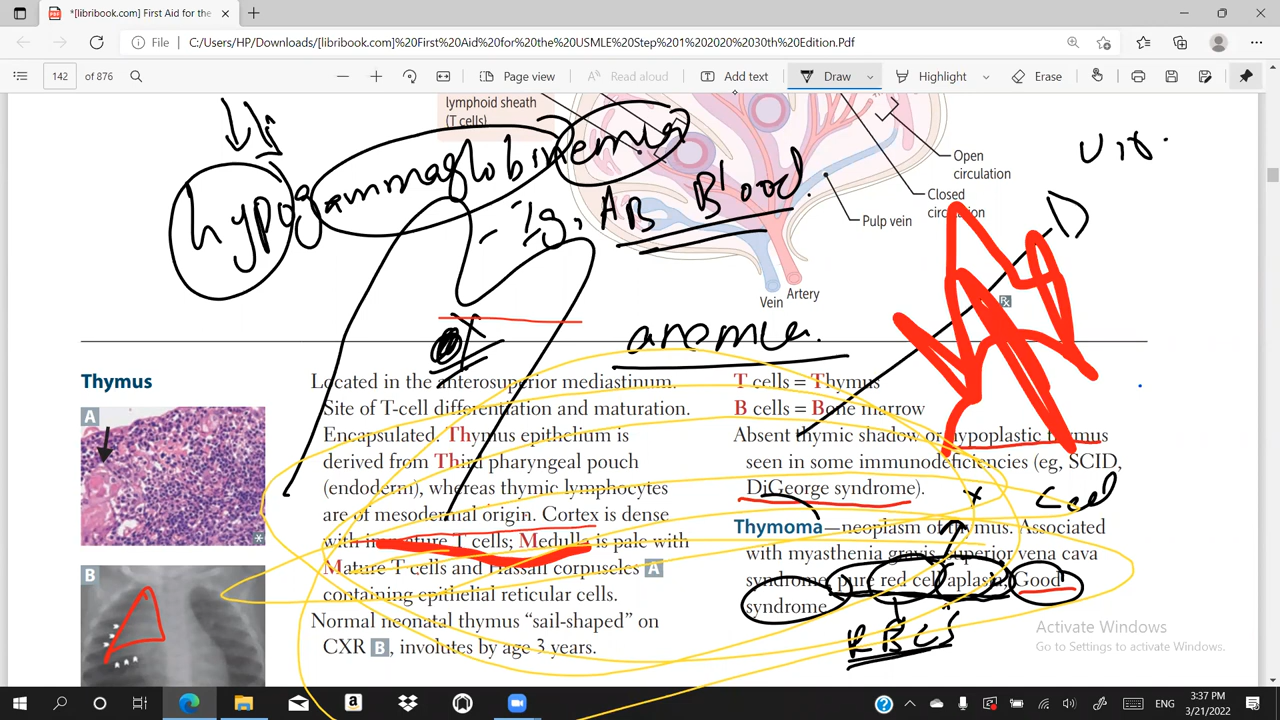 *[libribook.com] First Aid for the
File
C:/Users/HP/Downloads/[libribook.com]%20First%20Aid%20for%20the%20USMLE%20Step%201%202020%2030th%20Edition.Pdf
142 of 876
Page view
Read aloud
Add text
Draw
Highlight
Erase
lymphoid sheath
(T cells)
Open
circulation
Closed
circulation
Pulp vein
Vein
Artery
hypogammaglobinemia
- Ig, AB Blood.
D
Rx
Thymus
A
B
Located in the anterosuperior mediastinum.
Site of T-cell differentiation and maturation.
Encapsulated. Thymus epithelium is
derived from Third pharyngeal pouch
(endoderm), whereas thymic lymphocytes
are of mesodermal origin. Cortex is dense
with immature T cells; Medulla is pale with
Mature T cells and Hassall corpuscles A
containing epithelial reticular cells.
Normal neonatal thymus “sail-shaped” on
CXR B, involutes by age 3 years.
T cells = Thymus
B cells = Bone marrow
Absent thymic shadow or hypoplastic thymus
seen in some immunodeficiencies (eg, SCID,
DiGeorge syndrome).
Thymoma—neoplasm of thymus. Associated
with myasthenia gravis, superior vena cava
syndrome, pure red cell aplasia, Good
syndrome.
RBCs
Activate Windows
Go to Settings to activate Windows.
ENG
3:37 PM
3/21/2022